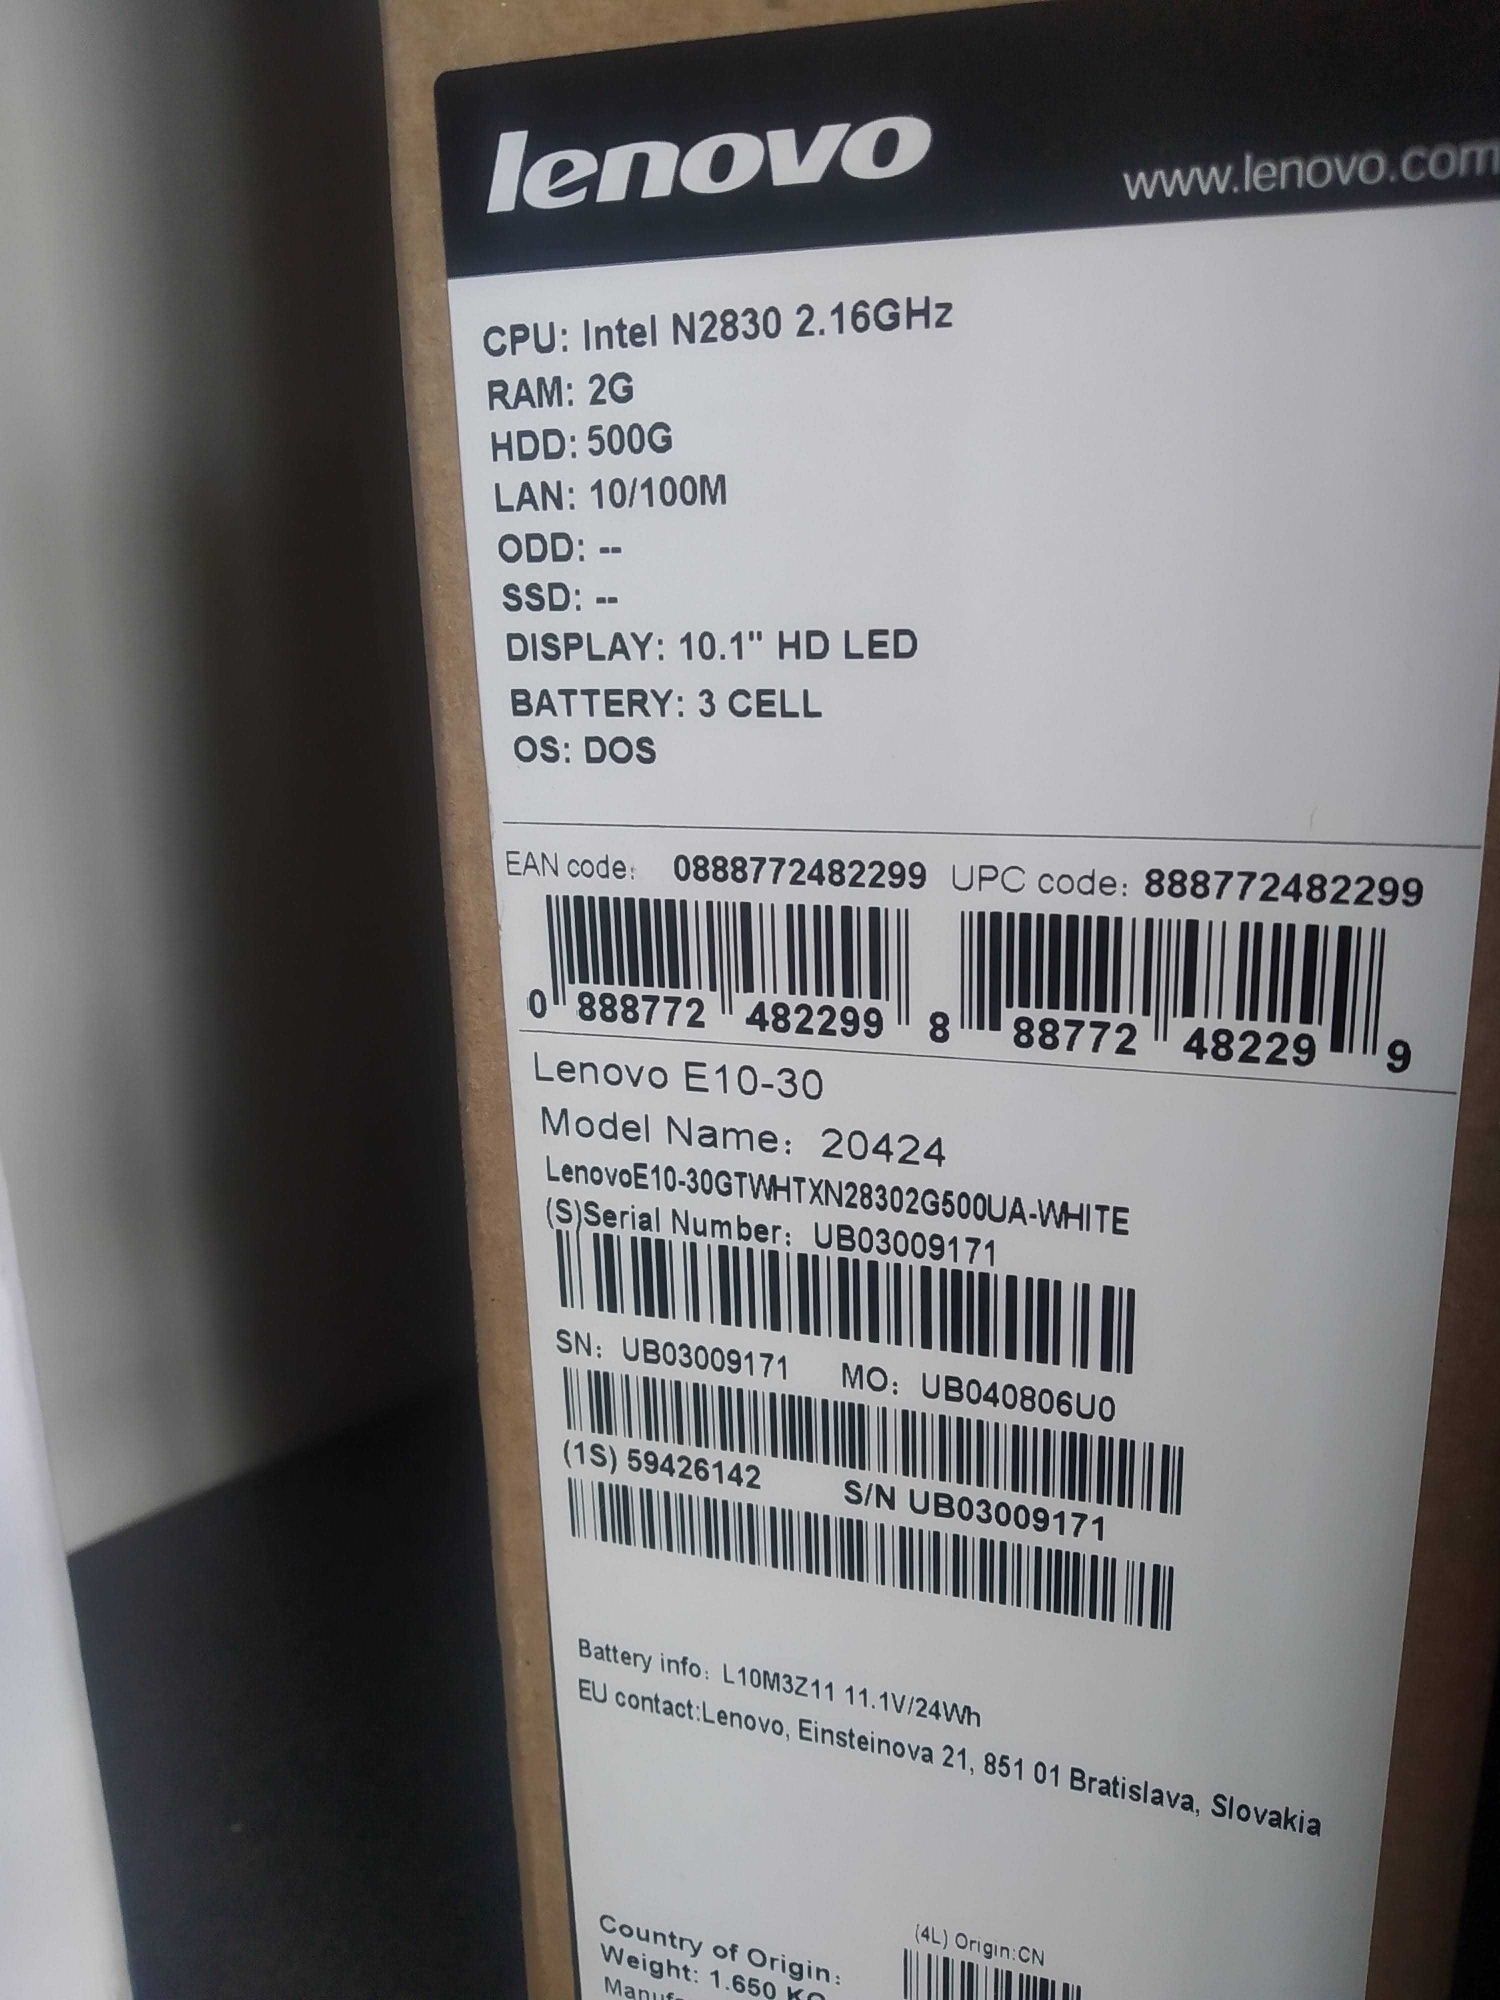 lenovo
www.lenovo.com
CPU: Intel N2830 2.16GHz
RAM: 2G
HDD: 500G
LAN: 10/100M
ODD: --
SSD: --
DISPLAY: 10.1" HD LED
BATTERY: 3 CELL
OS: DOS
EAN code: 0888772482299 UPC code: 888772482299
0 888772 482299 8 88772 48229 9
Lenovo E10-30
Model Name: 20424
LenovoE10-30GTWHTXN28302G500UA-WHITE
(S)Serial Number: UB03009171
SN: UB03009171 MO: UB040806U0
(1S) 59426142 S/N UB03009171
Battery info: L10M3Z11 11.1V/24Wh
EU contact:Lenovo, Einsteinova 21, 851 01 Bratislava, Slovakia
Country of Origin: (4L) Origin:CN
Weight: 1.650 KG